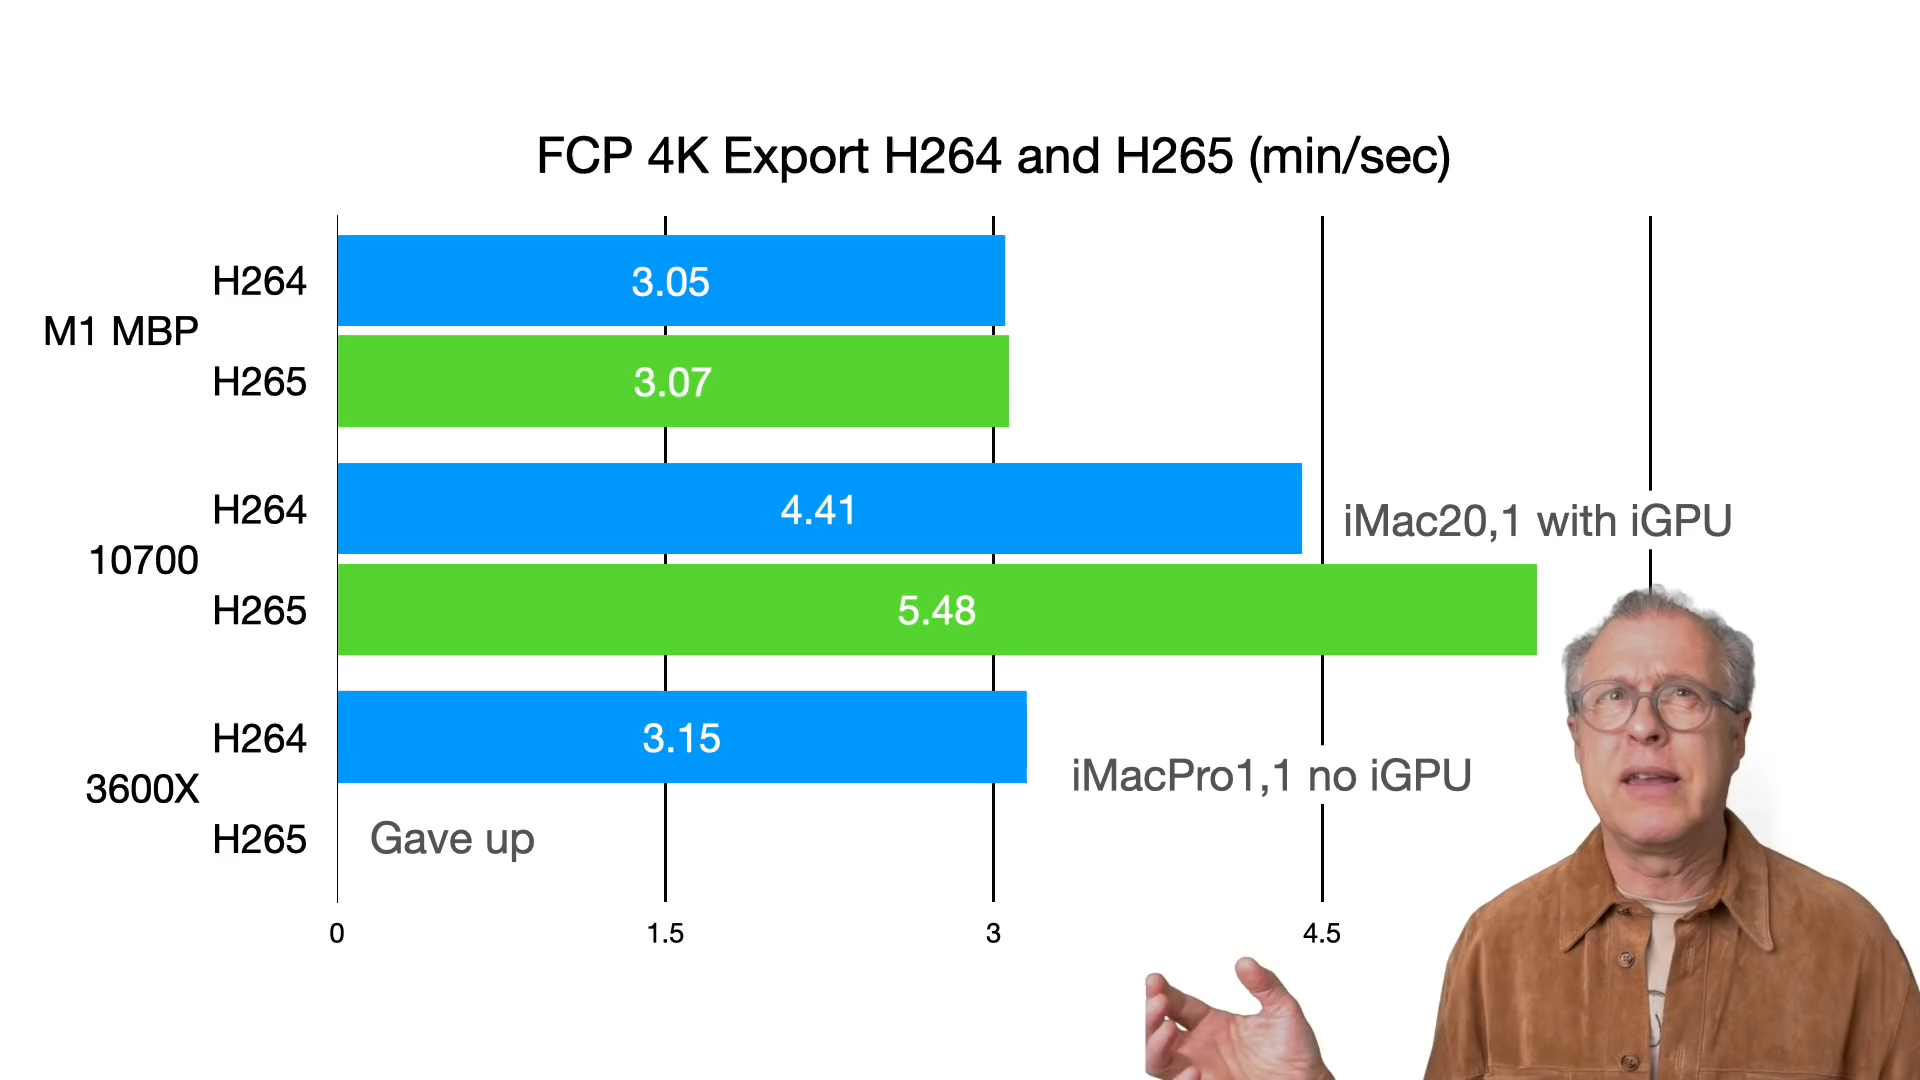 FCP 4K Export H264 and H265 (min/sec)
M1 MBP
H264
3.05
H265
3.07
10700
H264
4.41
iMac20,1 with iGPU
H265
5.48
3600X
H264
3.15
iMacPro1,1 no iGPU
H265
Gave up
0
1.5
3
4.5